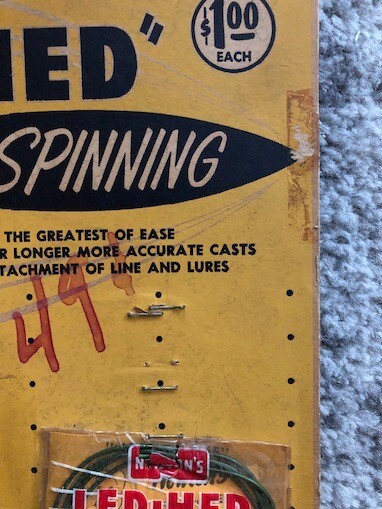 $1.00
EACH
HED"
SPINNING
THE GREATEST OF EASE
R LONGER MORE ACCURATE CASTS
TACHMENT OF LINE AND LURES
49¢
LED-HED